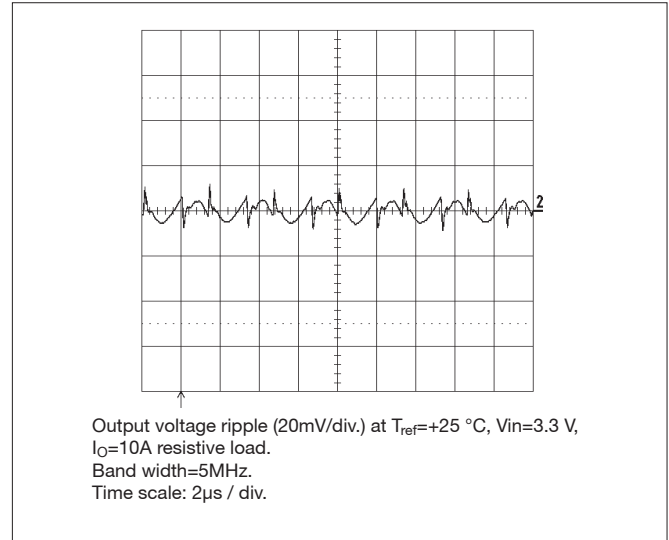 2
Output voltage ripple (20mV/div.) at Tref=+25 °C, Vin=3.3 V,
IO=10A resistive load.
Band width=5MHz.
Time scale: 2µs / div.